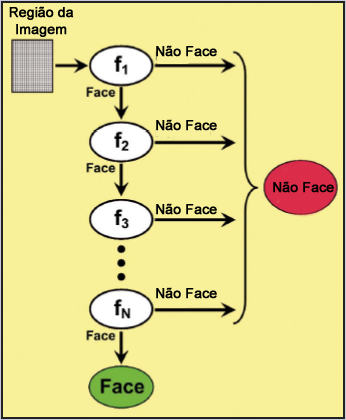 Região da
Imagem
f1
Não Face
Face
f2
Não Face
Face
f3
Não Face
Não Face
fN
Não Face
Face
Face